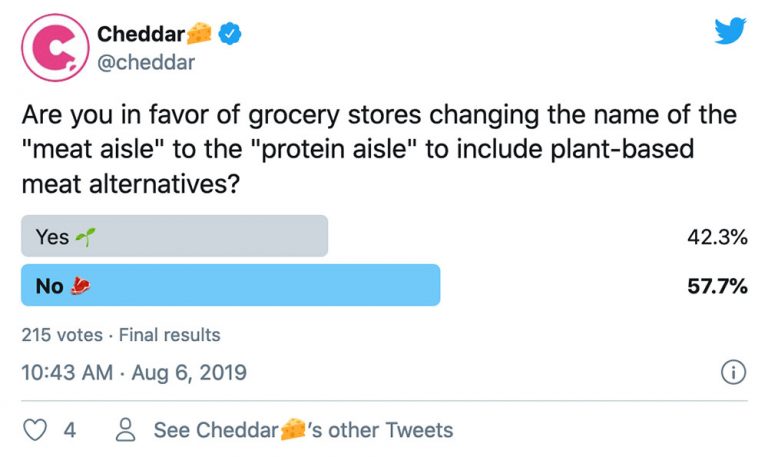 Cheddar🧀
@cheddar
Are you in favor of grocery stores changing the name of the
"meat aisle" to the "protein aisle" to include plant-based
meat alternatives?
Yes 🌱 42.3%
No 🥩 57.7%
215 votes · Final results
10:43 AM · Aug 6, 2019
4 See Cheddar🧀's other Tweets